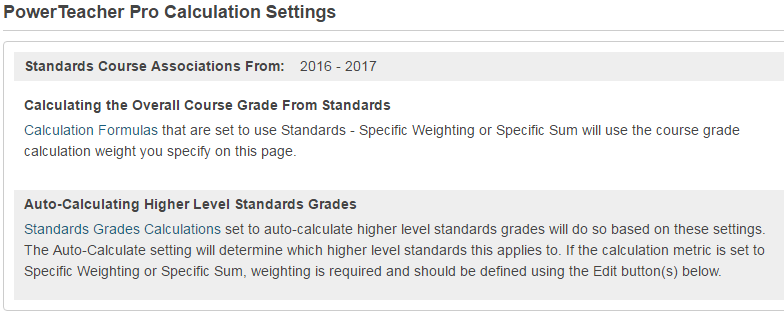 PowerTeacher Pro Calculation Settings
Standards Course Associations From: 2016 - 2017
Calculating the Overall Course Grade From Standards
Calculation Formulas that are set to use Standards - Specific Weighting or Specific Sum will use the course grade
calculation weight you specify on this page.
Auto-Calculating Higher Level Standards Grades
Standards Grades Calculations set to auto-calculate higher level standards grades will do so based on these settings.
The Auto-Calculate setting will determine which higher level standards this applies to. If the calculation metric is set to
Specific Weighting or Specific Sum, weighting is required and should be defined using the Edit button(s) below.